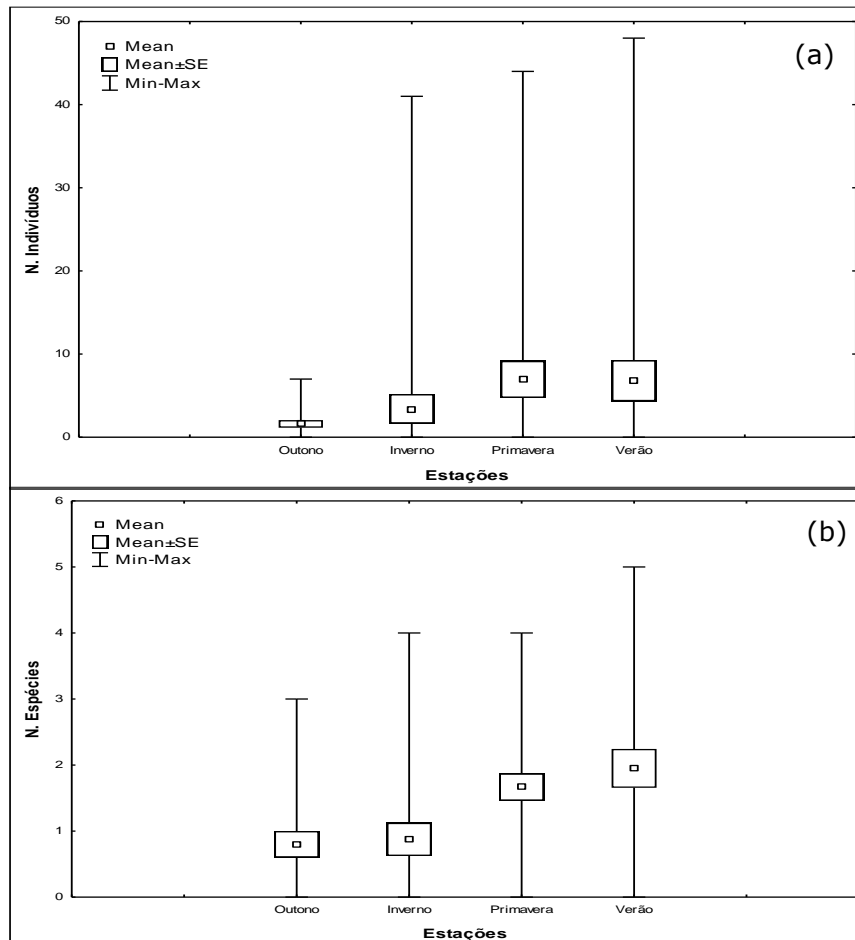 50
40
30
20
10
0
N. Indivíduos
Mean
Mean±SE
Min-Max
(a)
Outono Inverno Primavera Verão
Estações
6
5
4
3
2
1
0
N. Espécies
Mean
Mean±SE
Min-Max
(b)
Outono Inverno Primavera Verão
Estações